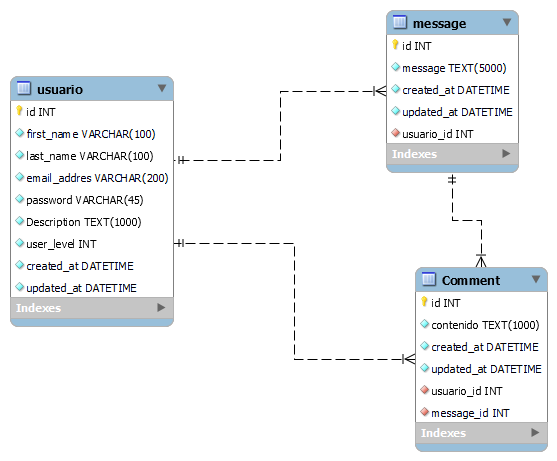 usuario
id INT
first_name VARCHAR(100)
last_name VARCHAR(100)
email_addres VARCHAR(200)
password VARCHAR(45)
Description TEXT(1000)
user_level INT
created_at DATETIME
updated_at DATETIME
Indexes
message
id INT
message TEXT(5000)
created_at DATETIME
updated_at DATETIME
usuario_id INT
Indexes
Comment
id INT
contenido TEXT(1000)
created_at DATETIME
updated_at DATETIME
usuario_id INT
message_id INT
Indexes